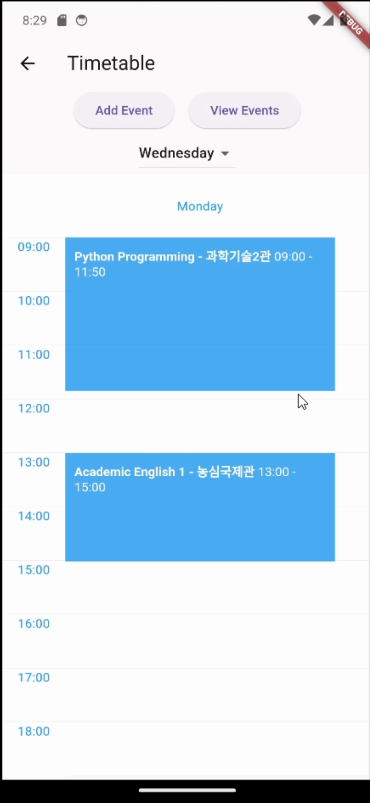 8:29
DEBUG
Timetable
Add Event View Events
Wednesday
Monday
09:00
Python Programming - 과학기술2관 09:00 -
11:50
10:00
11:00
12:00
13:00
Academic English 1 - 농심국제관 13:00 -
15:00
14:00
15:00
16:00
17:00
18:00